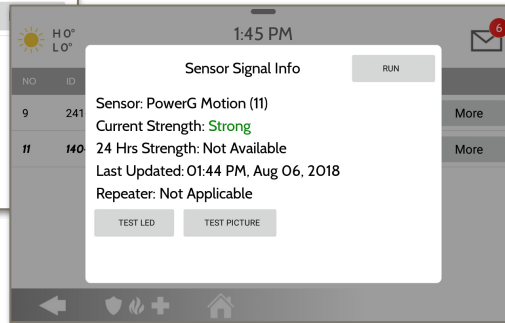 H 0°
L 0°
1:45 PM
6
Sensor Signal Info
RUN
NO ID
Sensor: PowerG Motion (11)
9 241
More
Current Strength: Strong
11 140-
24 Hrs Strength: Not Available
More
Last Updated: 01:44 PM, Aug 06, 2018
Repeater: Not Applicable
TEST LED TEST PICTURE